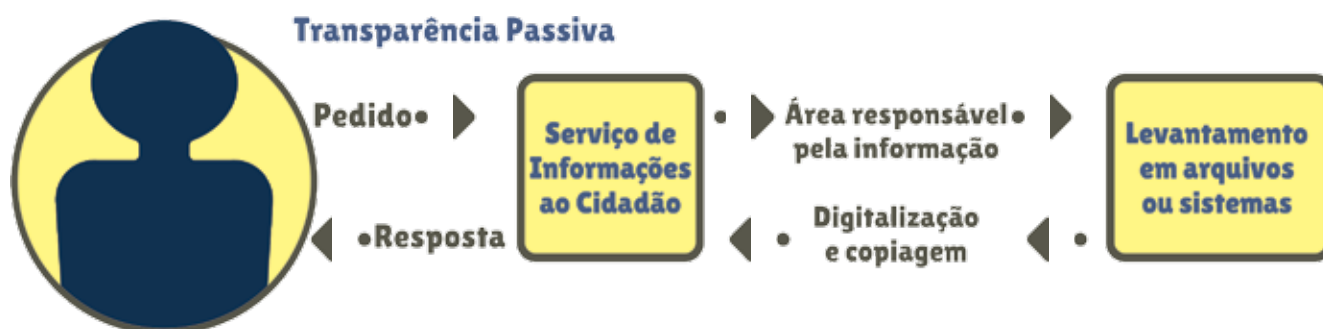 Transparência Passiva
Pedido
Serviço de
Informações
ao Cidadão
Área responsável
pela informação
Levantamento
em arquivos
ou sistemas
Resposta
Digitalização
e copiagem